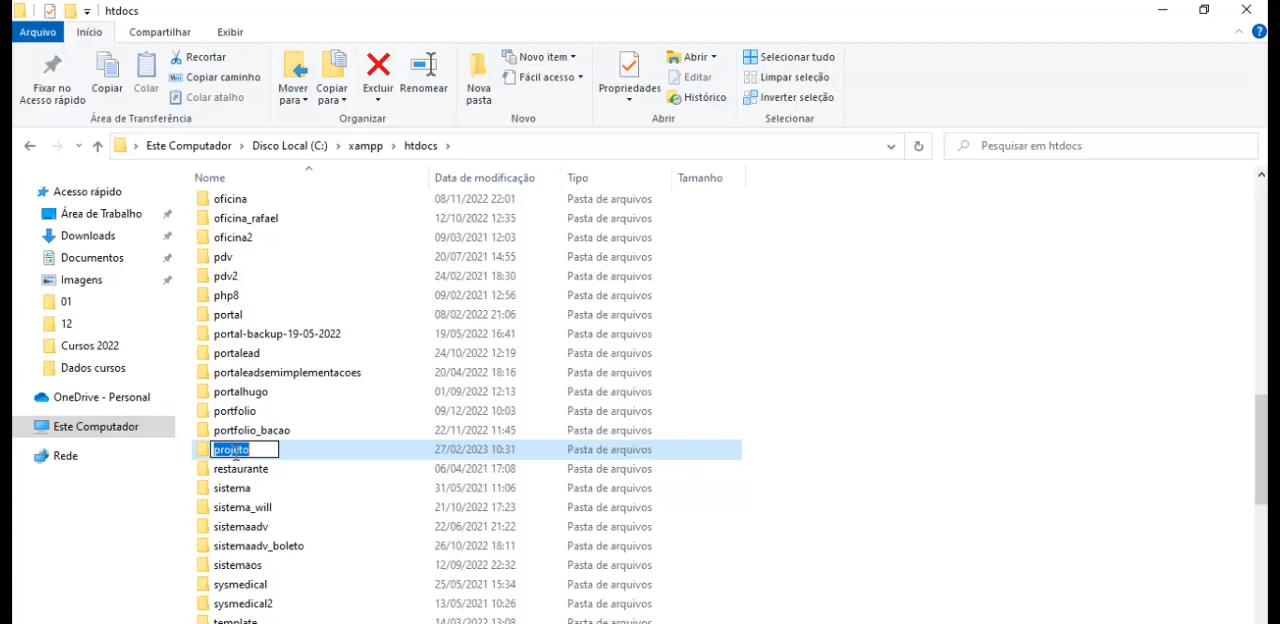 htdocs
Arquivo Início Compartilhar Exibir
Fixar no Acesso rápido
Copiar
Colar
Recortar
Copiar caminho
Colar atalho
Mover para
Copiar para
Excluir
Renomear
Nova pasta
Novo item
Fácil acesso
Propriedades
Abrir
Editar
Histórico
Selecionar tudo
Limpar seleção
Inverter seleção
Área de Transferência Organizar Novo Abrir Selecionar
Este Computador > Disco Local (C:) > xampp > htdocs >
Pesquisar em htdocs
Acesso rápido
Área de Trabalho
Downloads
Documentos
Imagens
01
12
Cursos 2022
Dados cursos
OneDrive - Personal
Este Computador
Rede
Nome Data de modificação Tipo Tamanho
oficina 08/11/2022 22:01 Pasta de arquivos
oficina_rafael 12/10/2022 12:35 Pasta de arquivos
oficina2 09/03/2021 12:03 Pasta de arquivos
pdv 20/07/2021 14:55 Pasta de arquivos
pdv2 24/02/2021 18:30 Pasta de arquivos
php8 09/02/2021 12:56 Pasta de arquivos
portal 08/02/2022 21:06 Pasta de arquivos
portal-backup-19-05-2022 19/05/2022 16:41 Pasta de arquivos
portalead 24/10/2022 12:19 Pasta de arquivos
portaleadsemimplementacoes 20/04/2022 18:16 Pasta de arquivos
portalhugo 01/09/2022 12:13 Pasta de arquivos
portfolio 09/12/2022 10:03 Pasta de arquivos
portfolio_bacao 22/11/2022 11:45 Pasta de arquivos
projeto 27/02/2023 10:31 Pasta de arquivos
restaurante 06/04/2021 17:08 Pasta de arquivos
sistema 31/05/2021 11:06 Pasta de arquivos
sistema_will 21/10/2022 17:23 Pasta de arquivos
sistemaadv 22/06/2021 21:22 Pasta de arquivos
sistemaadv_boleto 26/10/2022 18:11 Pasta de arquivos
sistemaos 12/09/2022 22:32 Pasta de arquivos
sysmedical 25/05/2021 15:34 Pasta de arquivos
sysmedical2 13/05/2021 10:26 Pasta de arquivos
template 14/03/2022 13:08 Pasta de arquivos